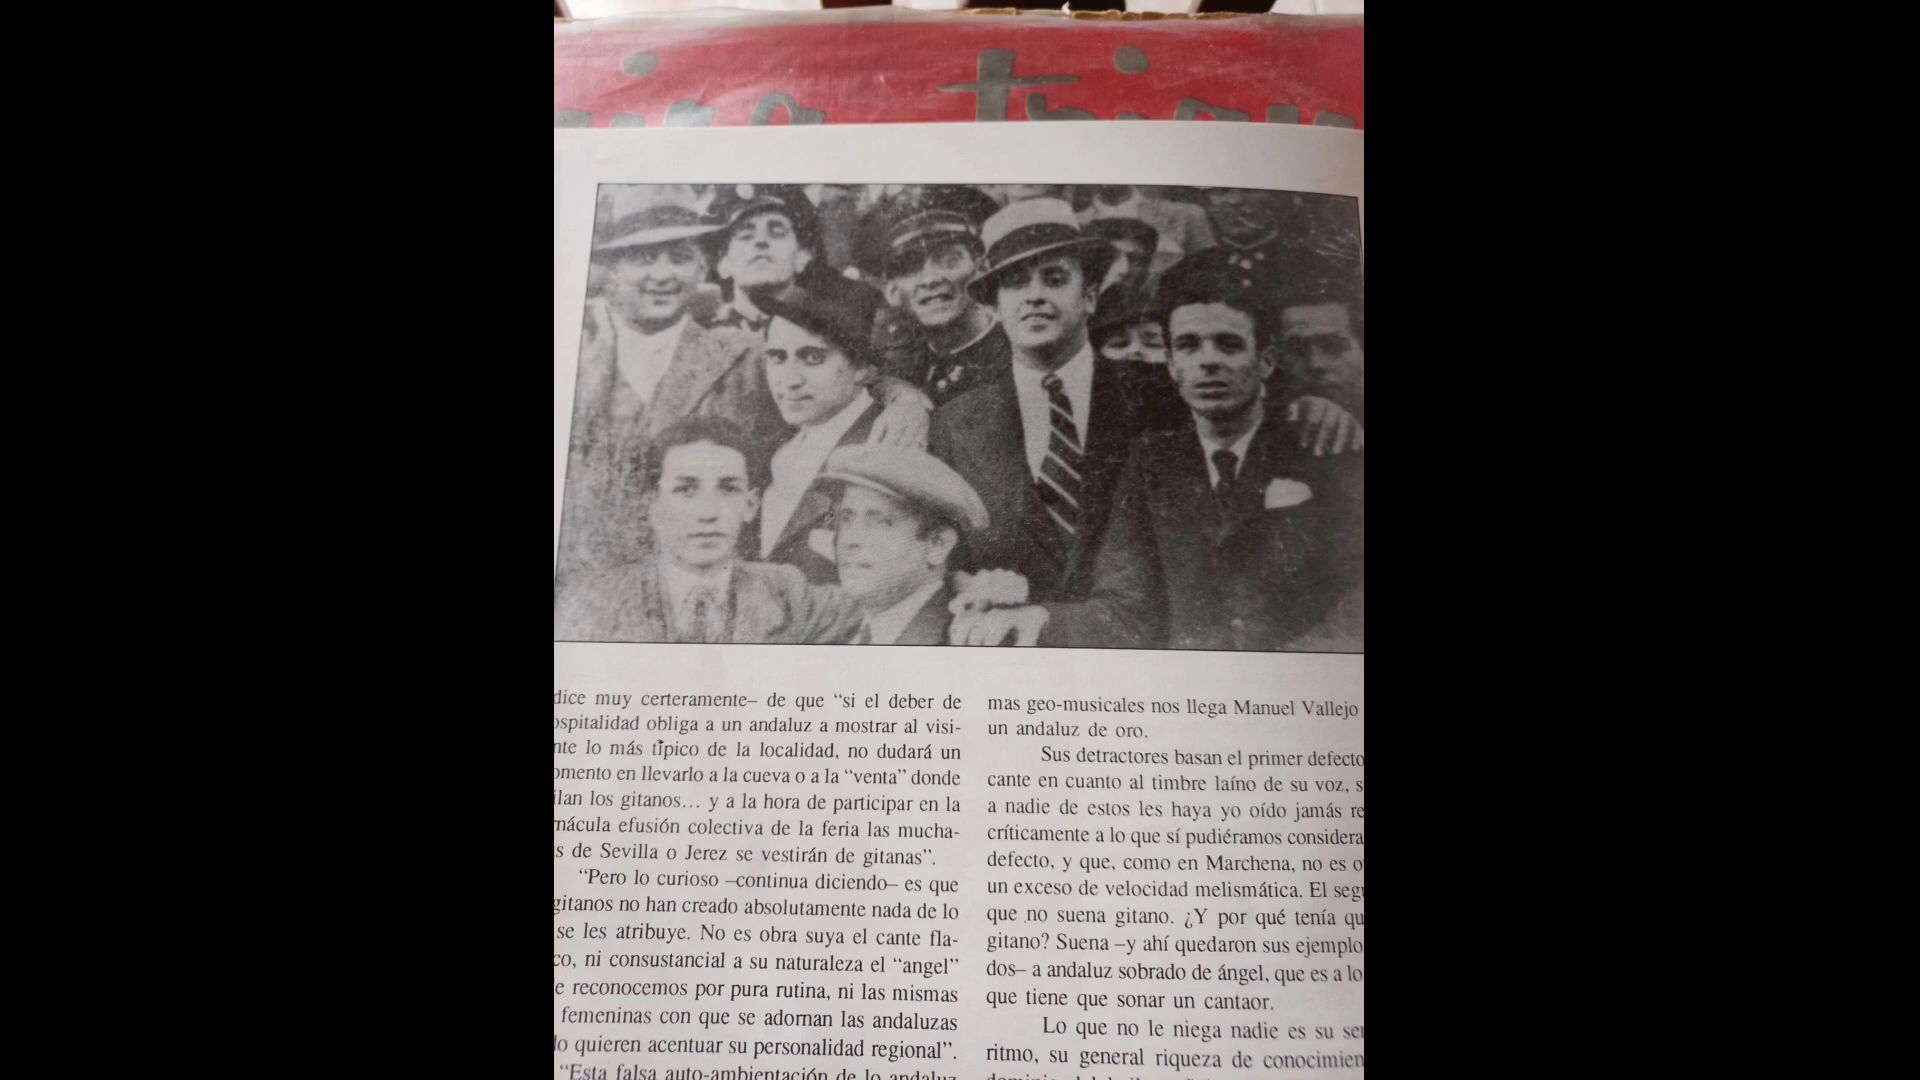 dice muy certeramente– de que “si el deber de
obliga a un andaluz a mostrar al visi-
lo más típico de la localidad, no dudará un
en llevarlo a la cueva o a la “venta” donde
los gitanos... y a la hora de participar en la
efusión colectiva de la feria las mucha-
s de Sevilla o Jerez se vestirán de gitanas”.
“Pero lo curioso –continua diciendo– es que
gitanos no han creado absolutamente nada de lo
se les atribuye. No es obra suya el cante fla-
co, ni consustancial a su naturaleza el “angel”
e reconocemos por pura rutina, ni las mismas
femeninas con que se adornan las andaluzas
quieren acentuar su personalidad regional”.
“Esta falsa auto-ambientación de lo andaluz
mas geo-musicales nos llega Manuel Vallejo
un andaluz de oro.
Sus detractores basan el primer defecto
cante en cuanto al timbre laíno de su voz, s
a nadie de estos les haya yo oído jamás re
críticamente a lo que sí pudiéramos considera
defecto, y que, como en Marchena, no es o
un exceso de velocidad melismática. El seg
que no suena gitano. ¿Y por qué tenía qu
gitano? Suena –y ahí quedaron sus ejemplo
dos– a andaluz sobrado de ángel, que es a lo
que tiene que sonar un cantaor.
Lo que no le niega nadie es su se
ritmo, su general riqueza de conocimien